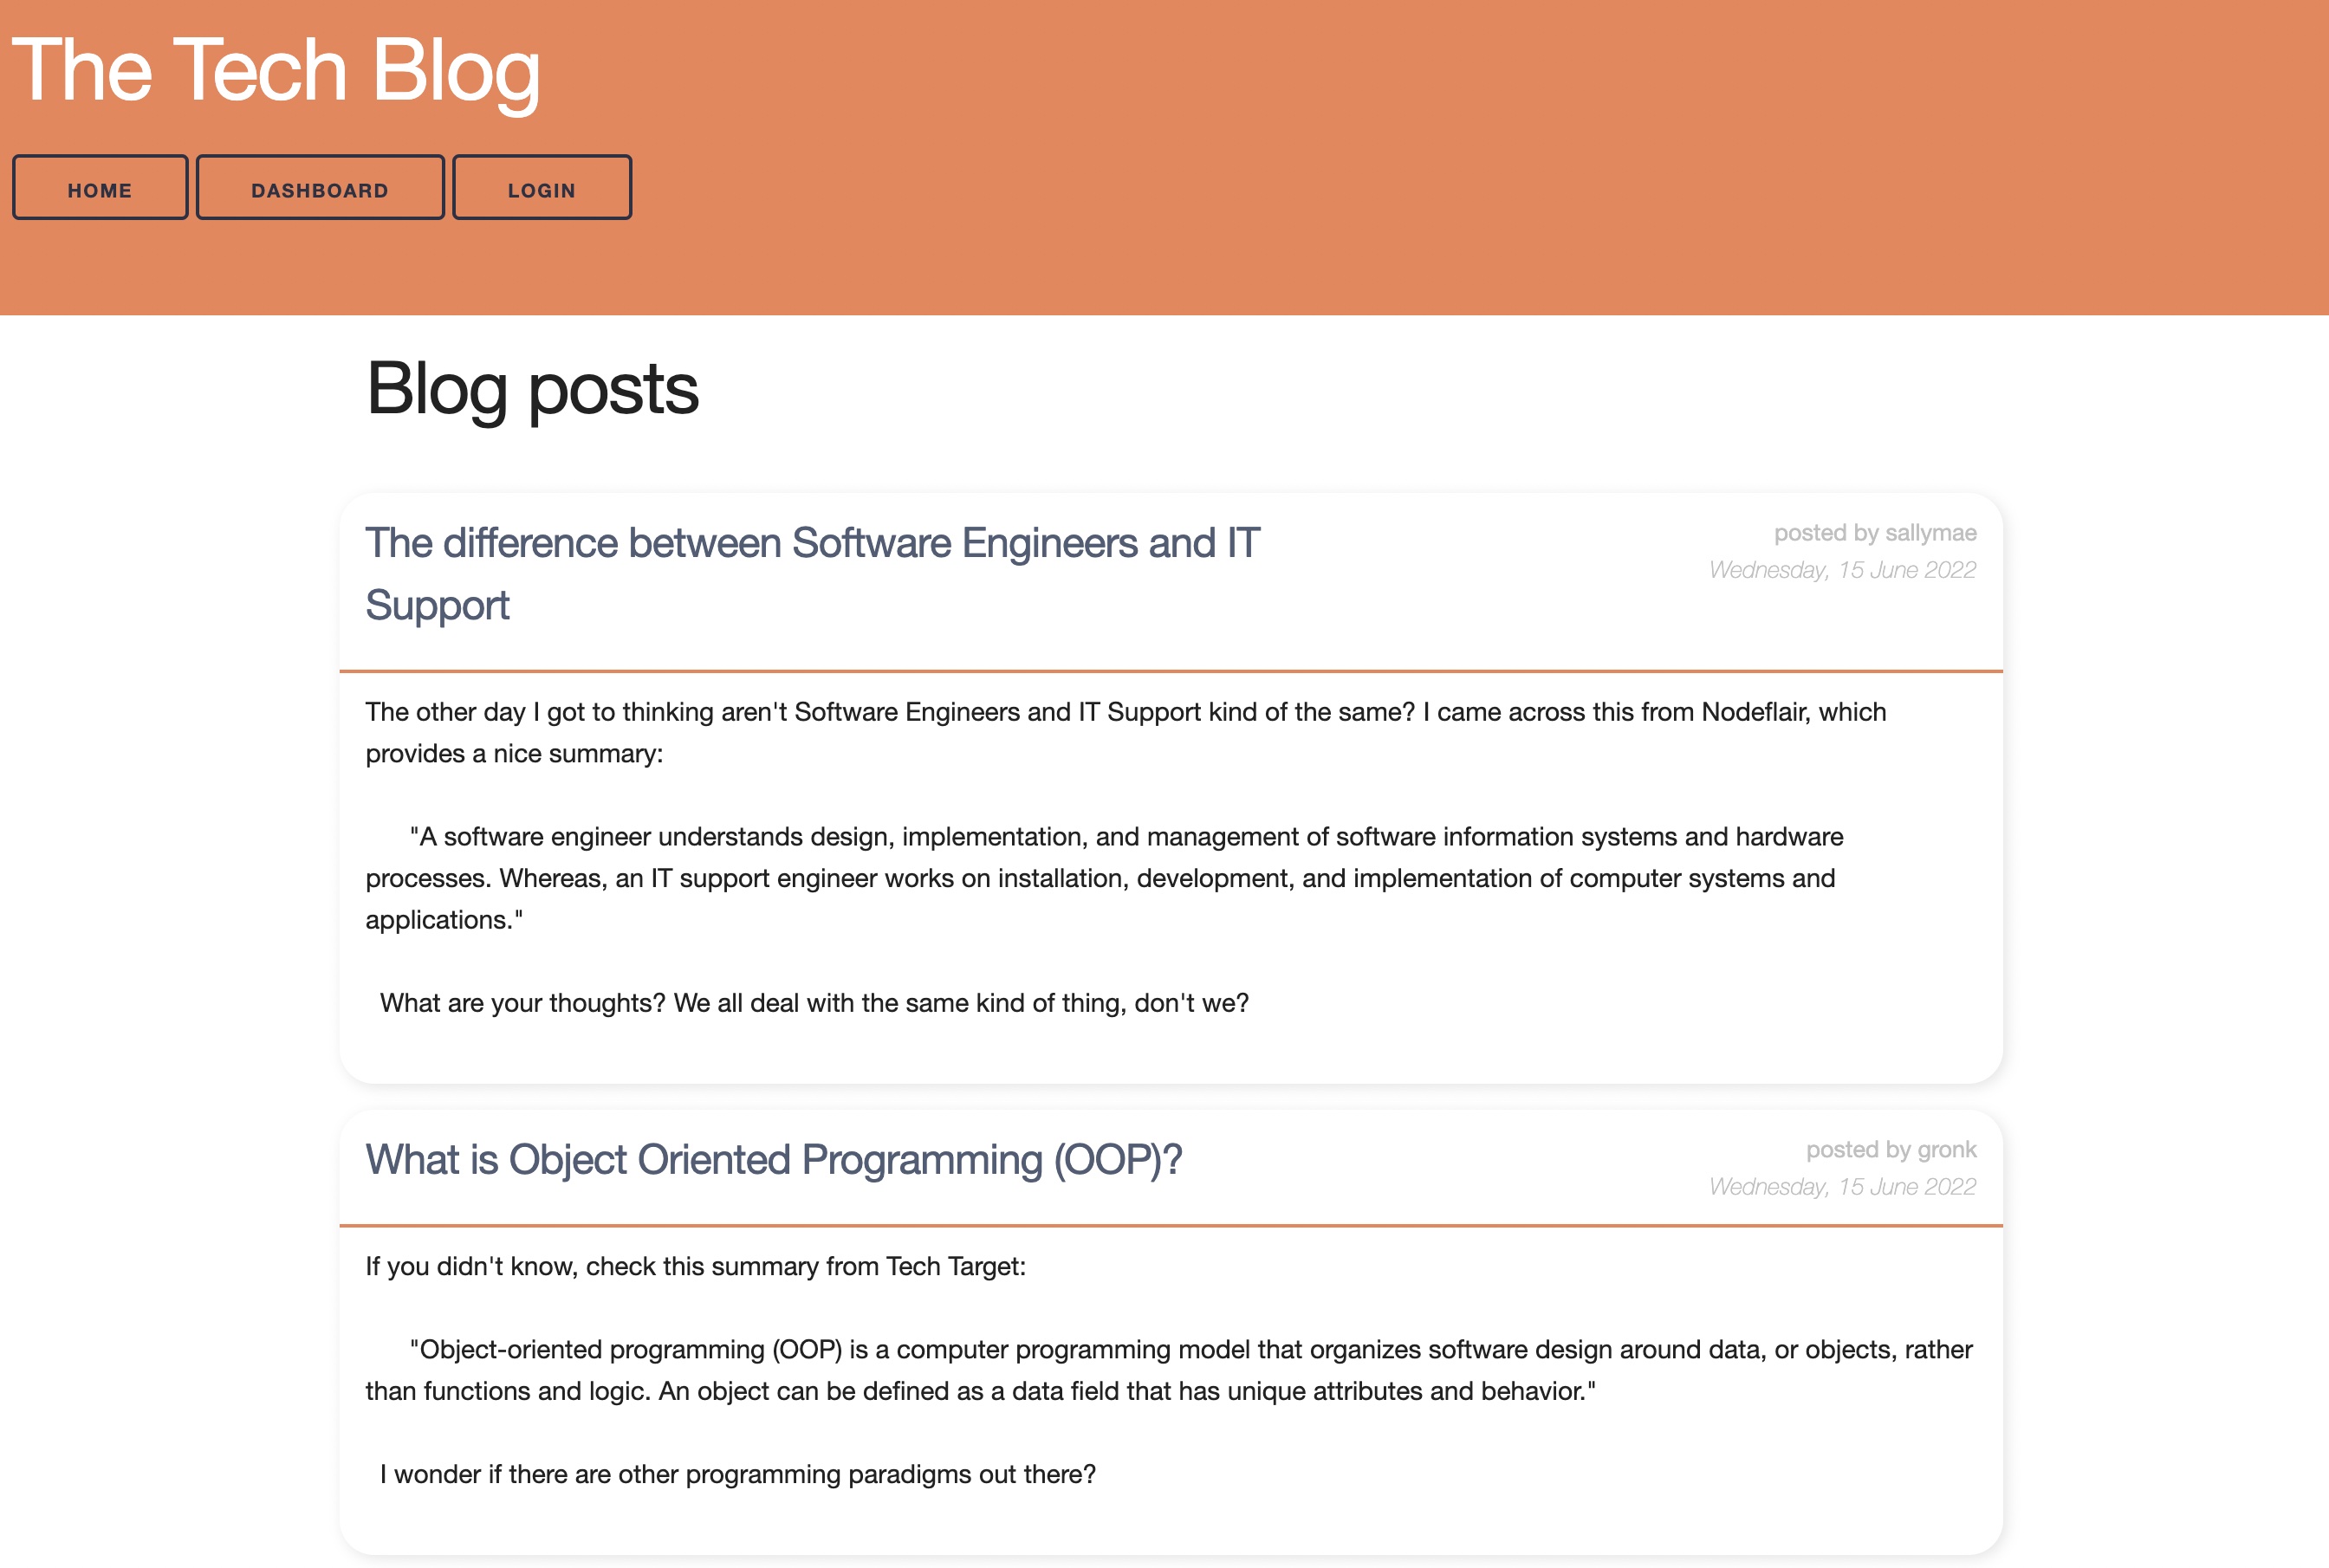 The Tech Blog
HOME DASHBOARD LOGIN
Blog posts
The difference between Software Engineers and IT
Support
posted by sallymae
Wednesday, 15 June 2022
The other day I got to thinking aren't Software Engineers and IT Support kind of the same? I came across this from Nodeflair, which
provides a nice summary:
"A software engineer understands design, implementation, and management of software information systems and hardware
processes. Whereas, an IT support engineer works on installation, development, and implementation of computer systems and
applications."
What are your thoughts? We all deal with the same kind of thing, don't we?
What is Object Oriented Programming (OOP)?
posted by gronk
Wednesday, 15 June 2022
If you didn't know, check this summary from Tech Target:
"Object-oriented programming (OOP) is a computer programming model that organizes software design around data, or objects, rather
than functions and logic. An object can be defined as a data field that has unique attributes and behavior."
I wonder if there are other programming paradigms out there?